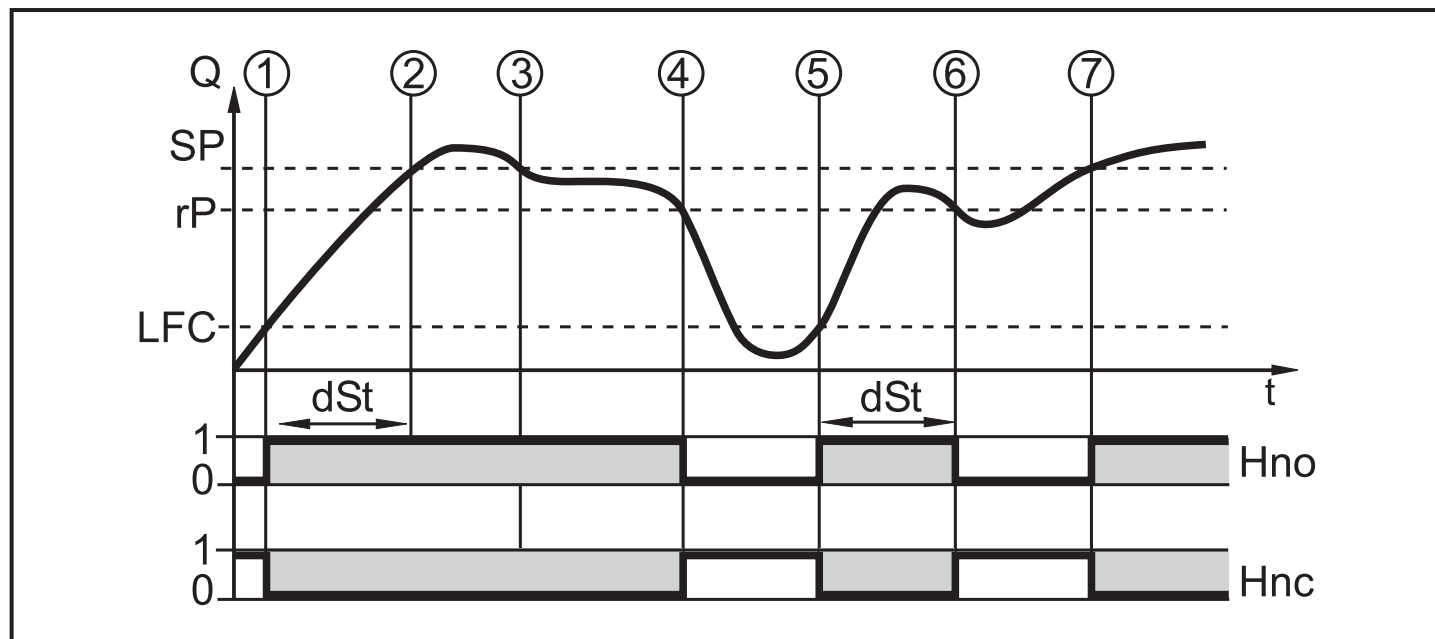 Q ① ② ③ ④ ⑤ ⑥ ⑦
SP
rP
LFC
t
dSt dSt
1
0
Hno
1
0
Hnc